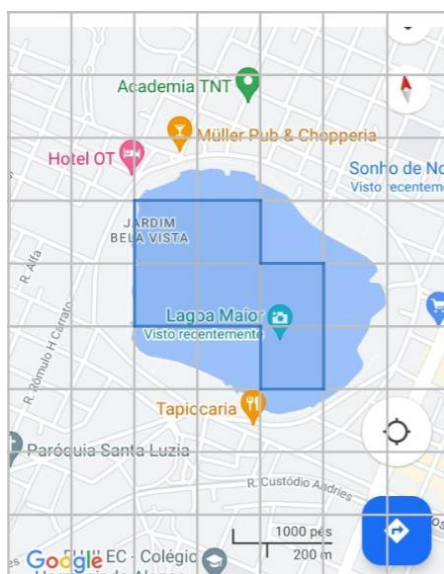 Academia TNT
Müller Pub & Chopperia
Hotel OT
Sonho de No
Visto recenteme
JARDIM
BELA VISTA
R. Alfa
Lagoa Maior
Visto recentemente
R. Rômulo H Carrato
Tapiocaria
Paróquia Santa Luzia
R. Custódio Andries
1000 pés
200 m
Google
EC - Colégio